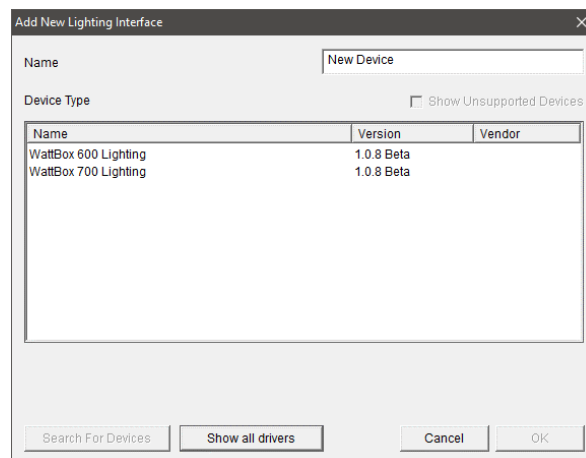 Add New Lighting Interface
Name New Device
Device Type Show Unsupported Devices
Name Version Vendor
WattBox 600 Lighting 1.0.8 Beta
WattBox 700 Lighting 1.0.8 Beta
Search For Devices Show all drivers Cancel OK